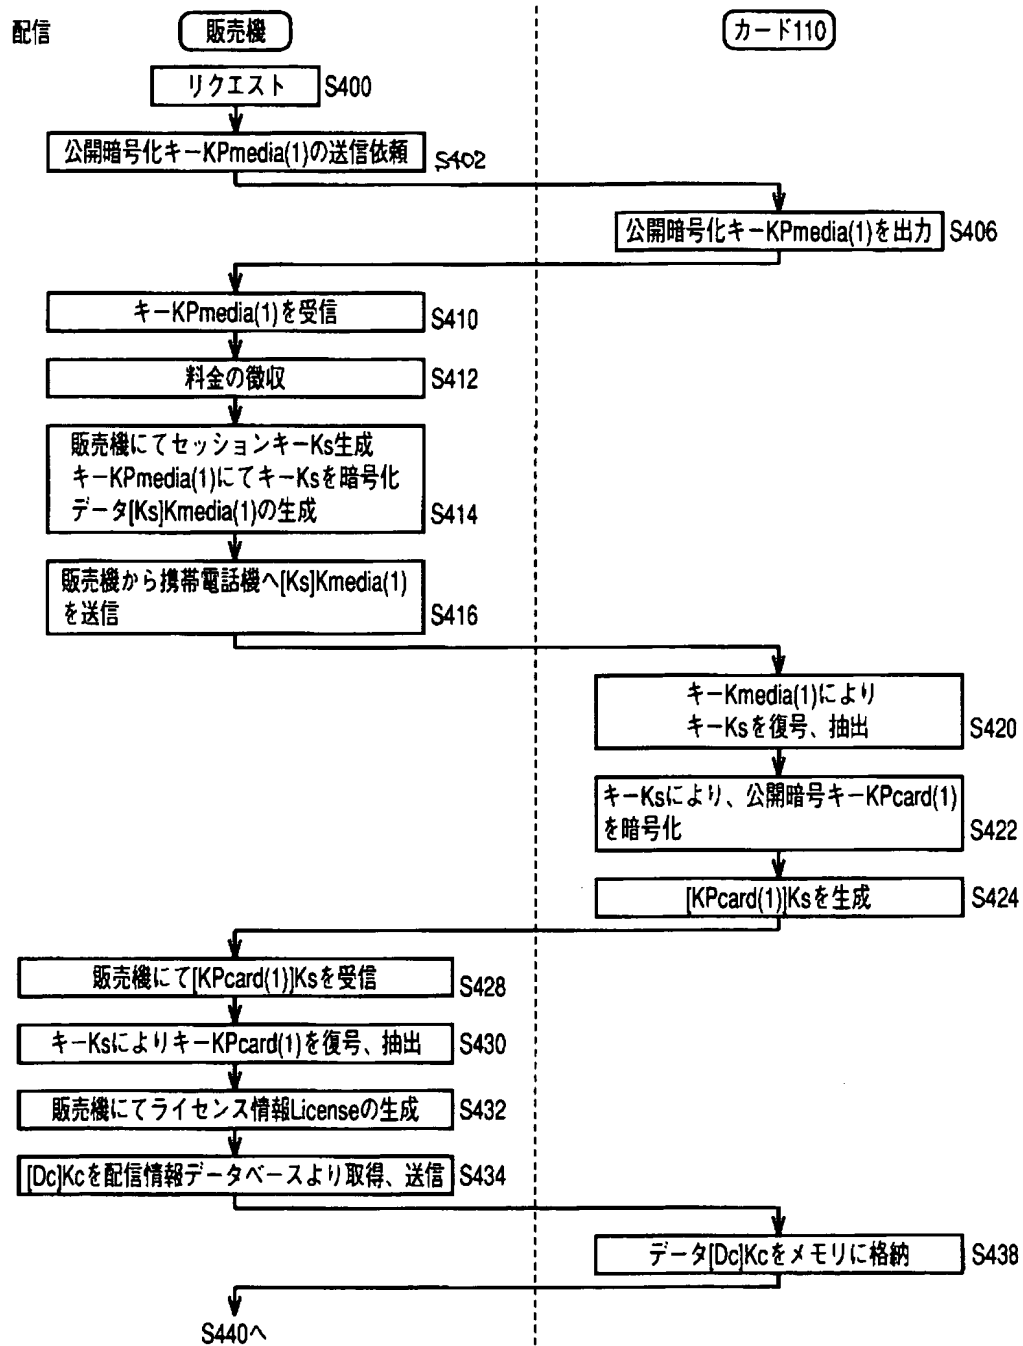 配信
販売機
カード110
リクエスト
S400
公開暗号化キーKPmedia(1)の送信依頼
S402
公開暗号化キーKPmedia(1)を出力
S406
キーKPmedia(1)を受信
S410
料金の徴収
S412
販売機にてセッションキーKs生成
キーKPmedia(1)にてキーKsを暗号化
データ[Ks]Kmedia(1)の生成
S414
販売機から携帯電話機へ[Ks]Kmedia(1)
を送信
S416
キーKmedia(1)により
キーKsを復号、抽出
S420
キーKsにより、公開暗号キーKPcard(1)
を暗号化
S422
[KPcard(1)]Ksを生成
S424
販売機にて[KPcard(1)]Ksを受信
S428
キーKsによりキーKPcard(1)を復号、抽出
S430
販売機にてライセンス情報Licenseの生成
S432
[Dc]Kcを配信情報データベースより取得、送信
S434
データ[Dc]Kcをメモリに格納
S438
S440へ